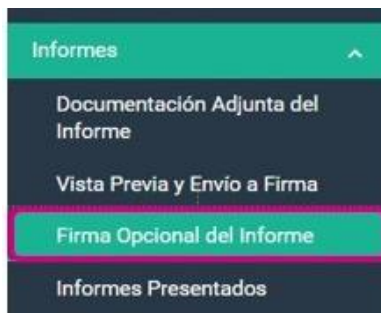 Informes
Documentación Adjunta del
Informe
Vista Previa y Envío a Firma
Firma Opcional del Informe
Informes Presentados